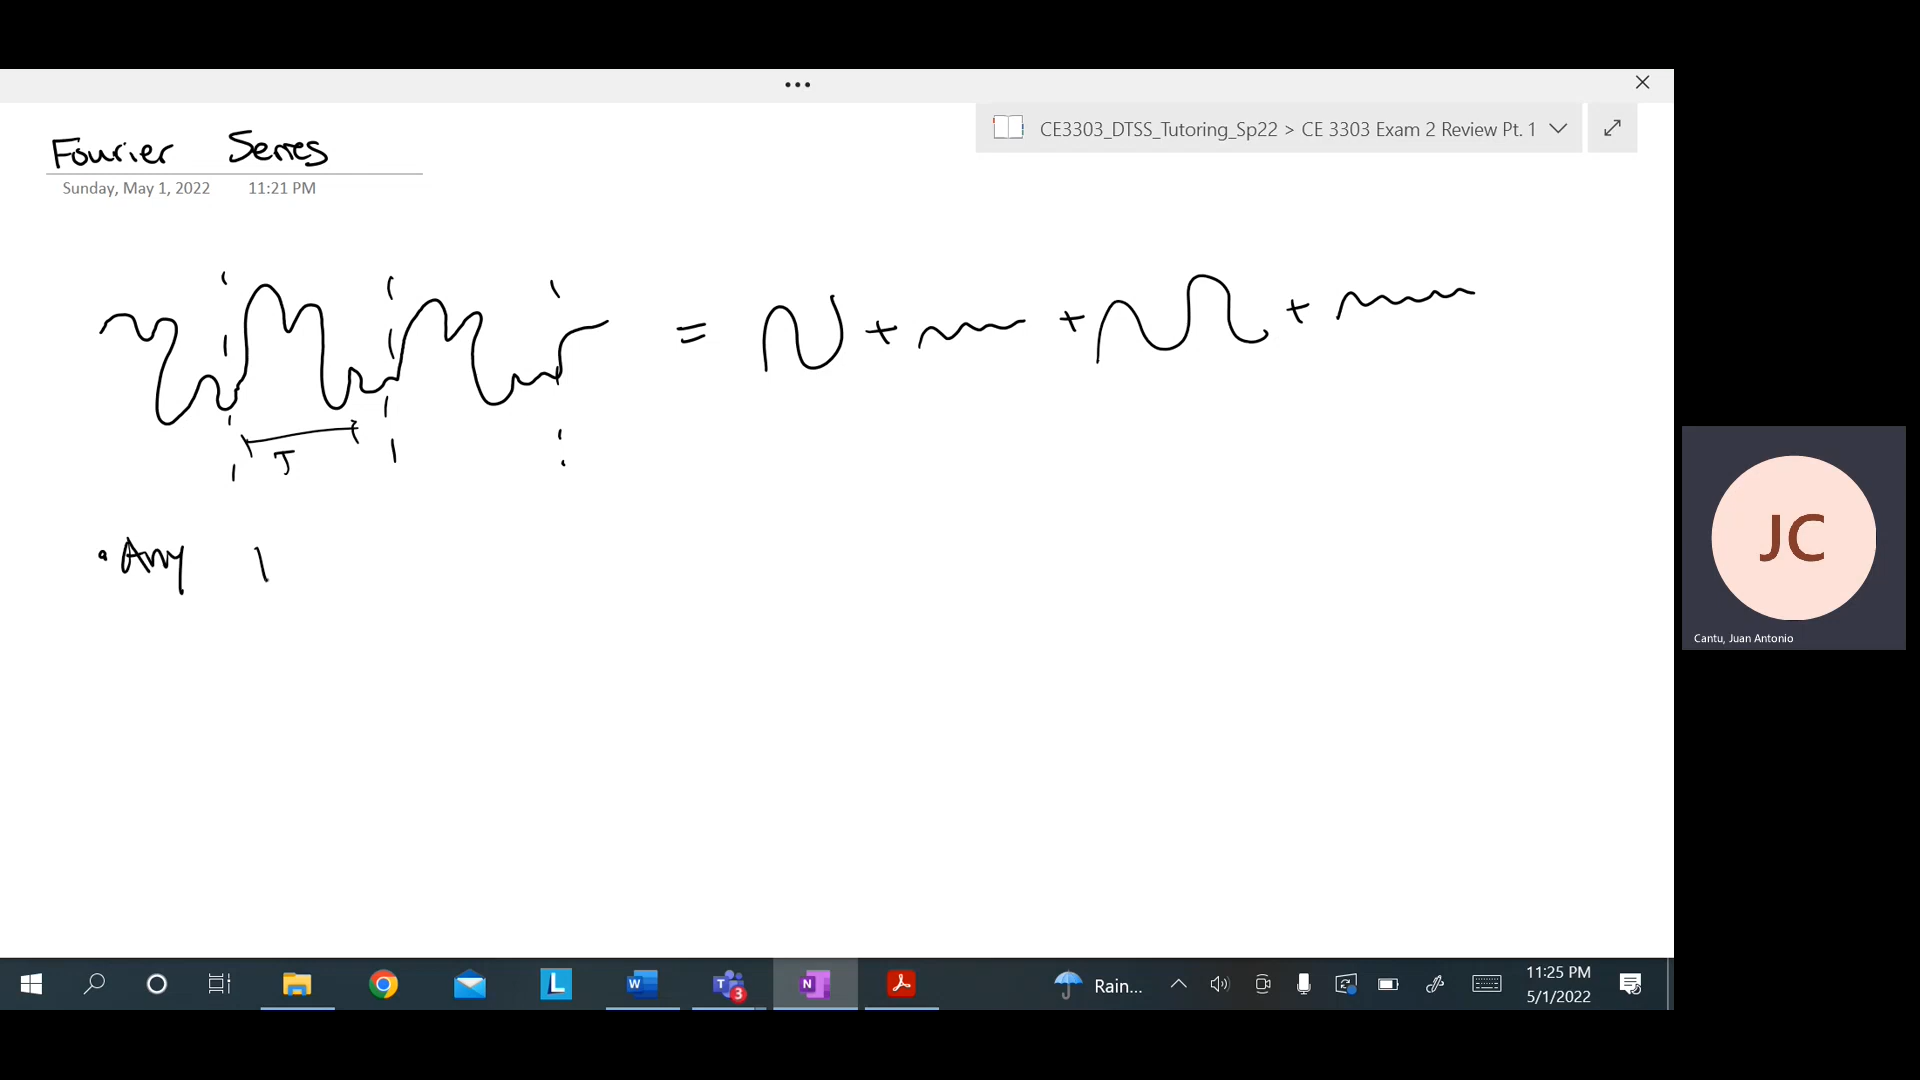 CE3303_DTSS_Tutoring_Sp22 > CE 3303 Exam 2 Review Pt. 1
Fourier Series
Sunday, May 1, 2022 11:21 PM
= + + +
T
• Any
JC
Cantu, Juan Antonio
L W T 3 N Rain... 11:25 PM
5/1/2022